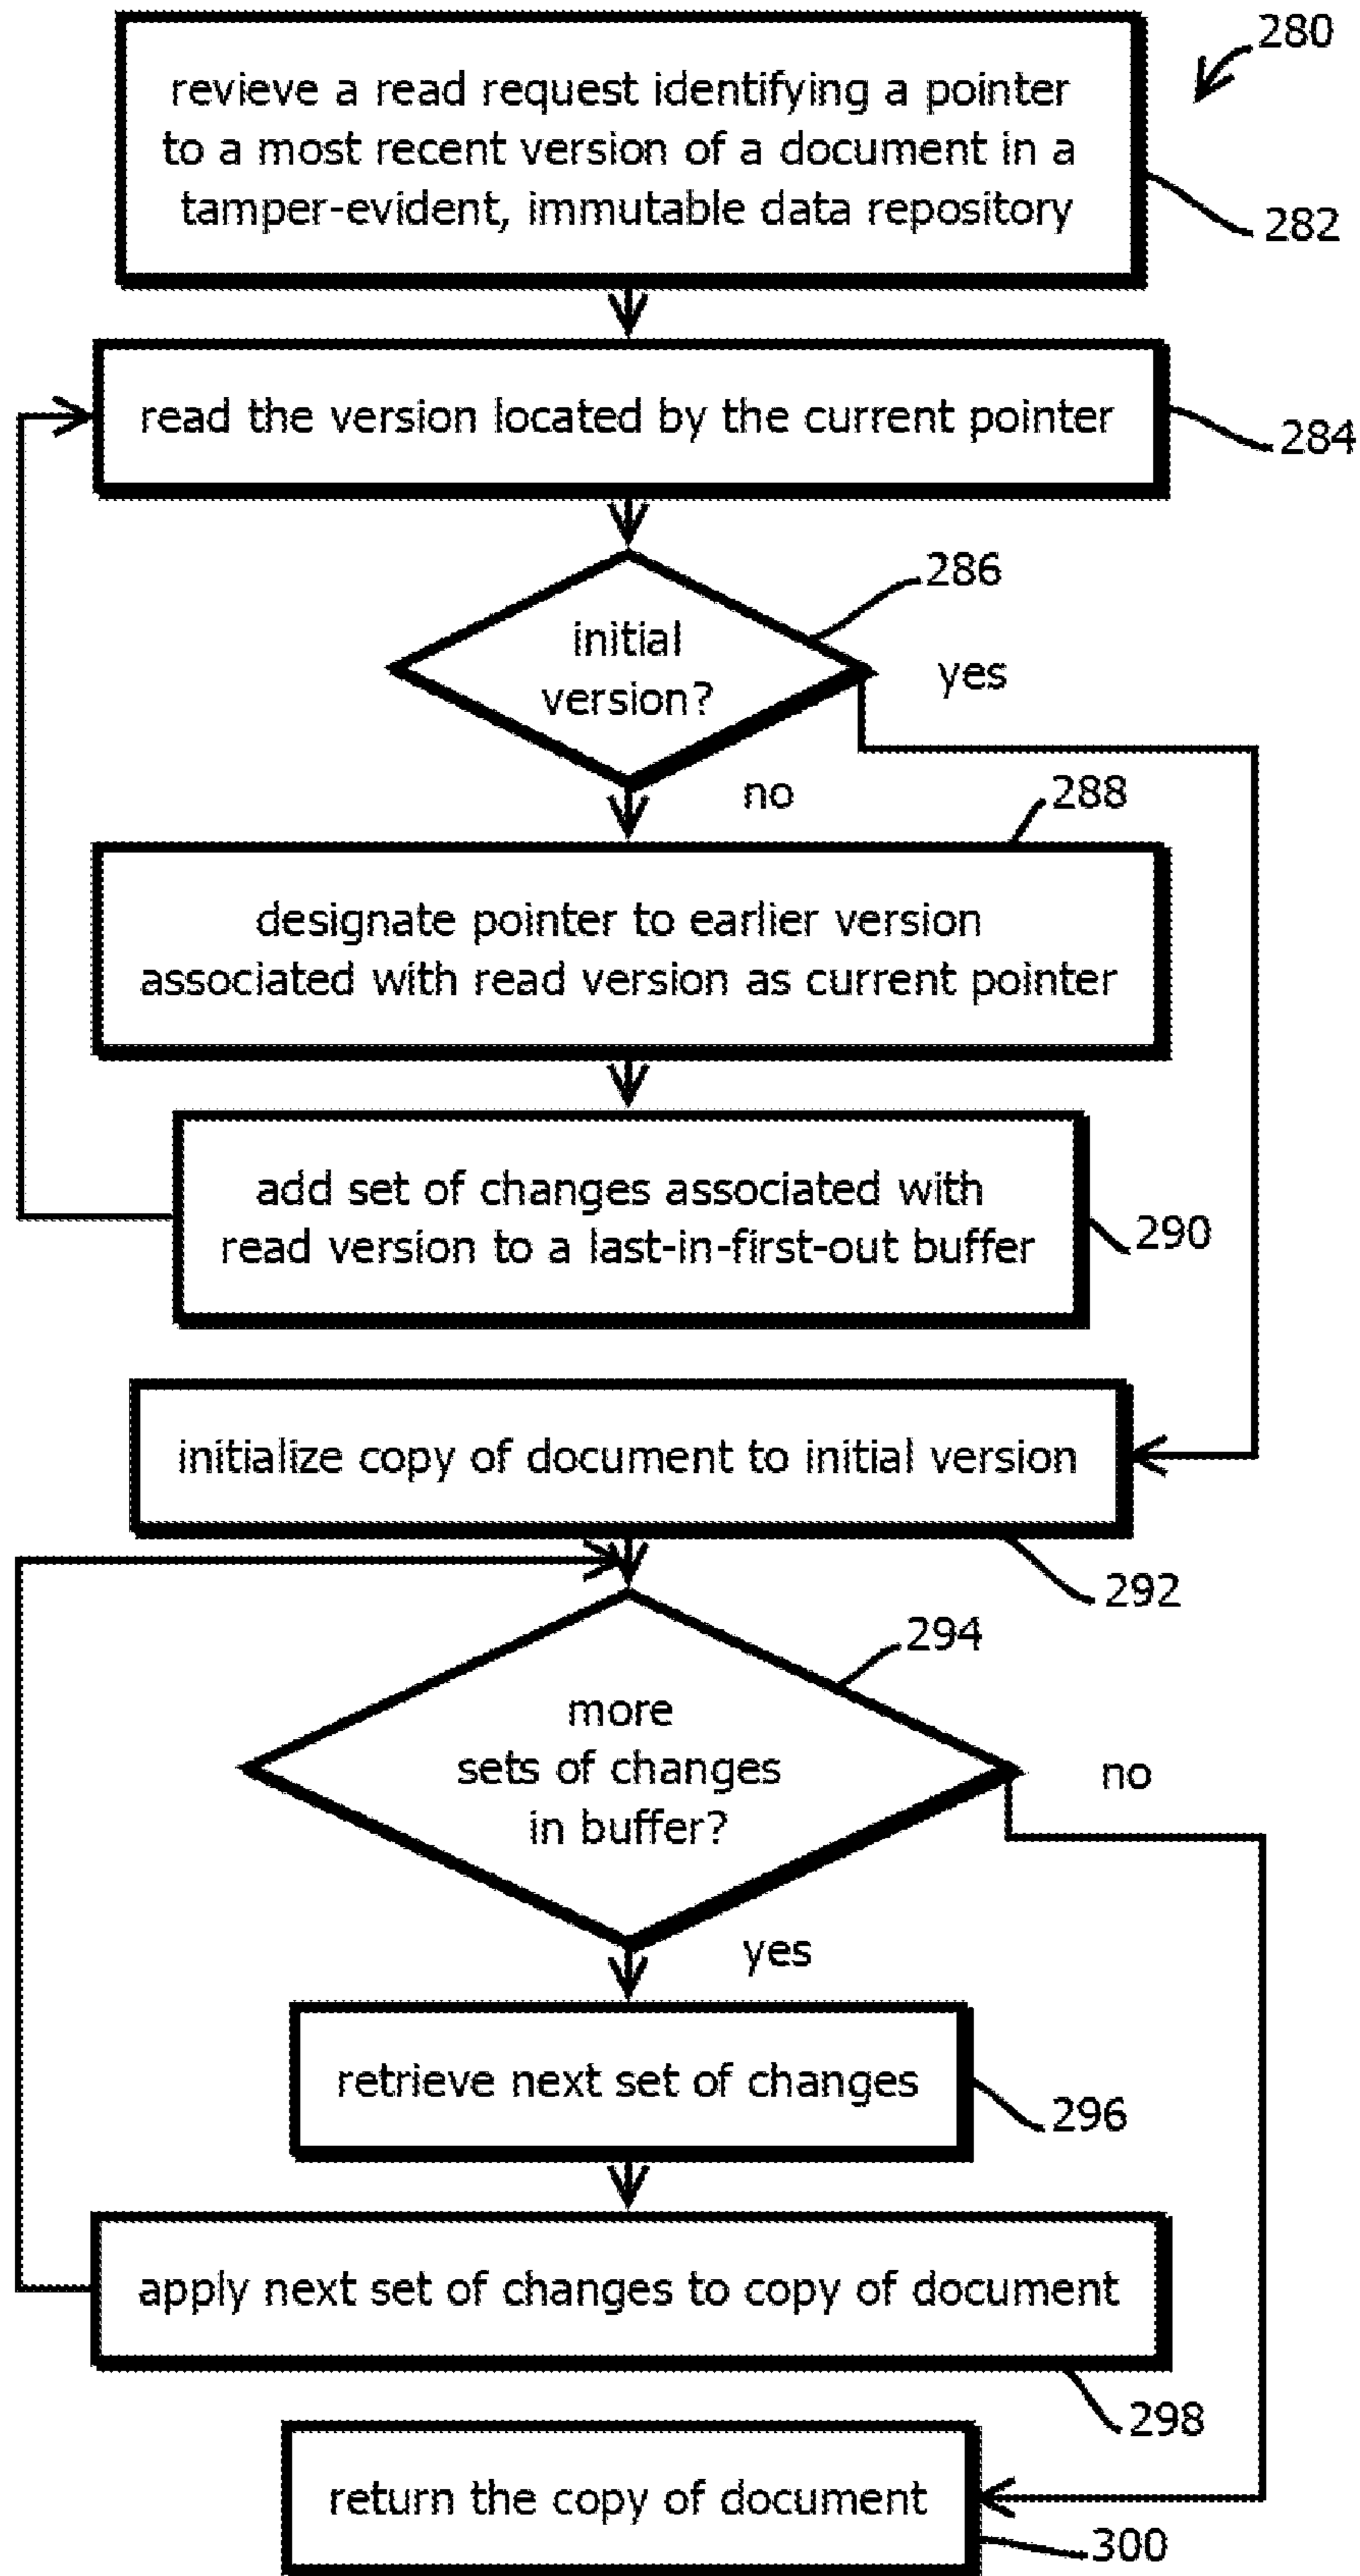 280
revieve a read request identifying a pointer
to a most recent version of a document in a
tamper-evident, immutable data repository
282
read the version located by the current pointer
284
286
initial
version?
yes
no
288
designate pointer to earlier version
associated with read version as current pointer
add set of changes associated with
read version to a last-in-first-out buffer
290
initialize copy of document to initial version
292
294
more
sets of changes
in buffer?
no
yes
retrieve next set of changes
296
apply next set of changes to copy of document
298
return the copy of document
300